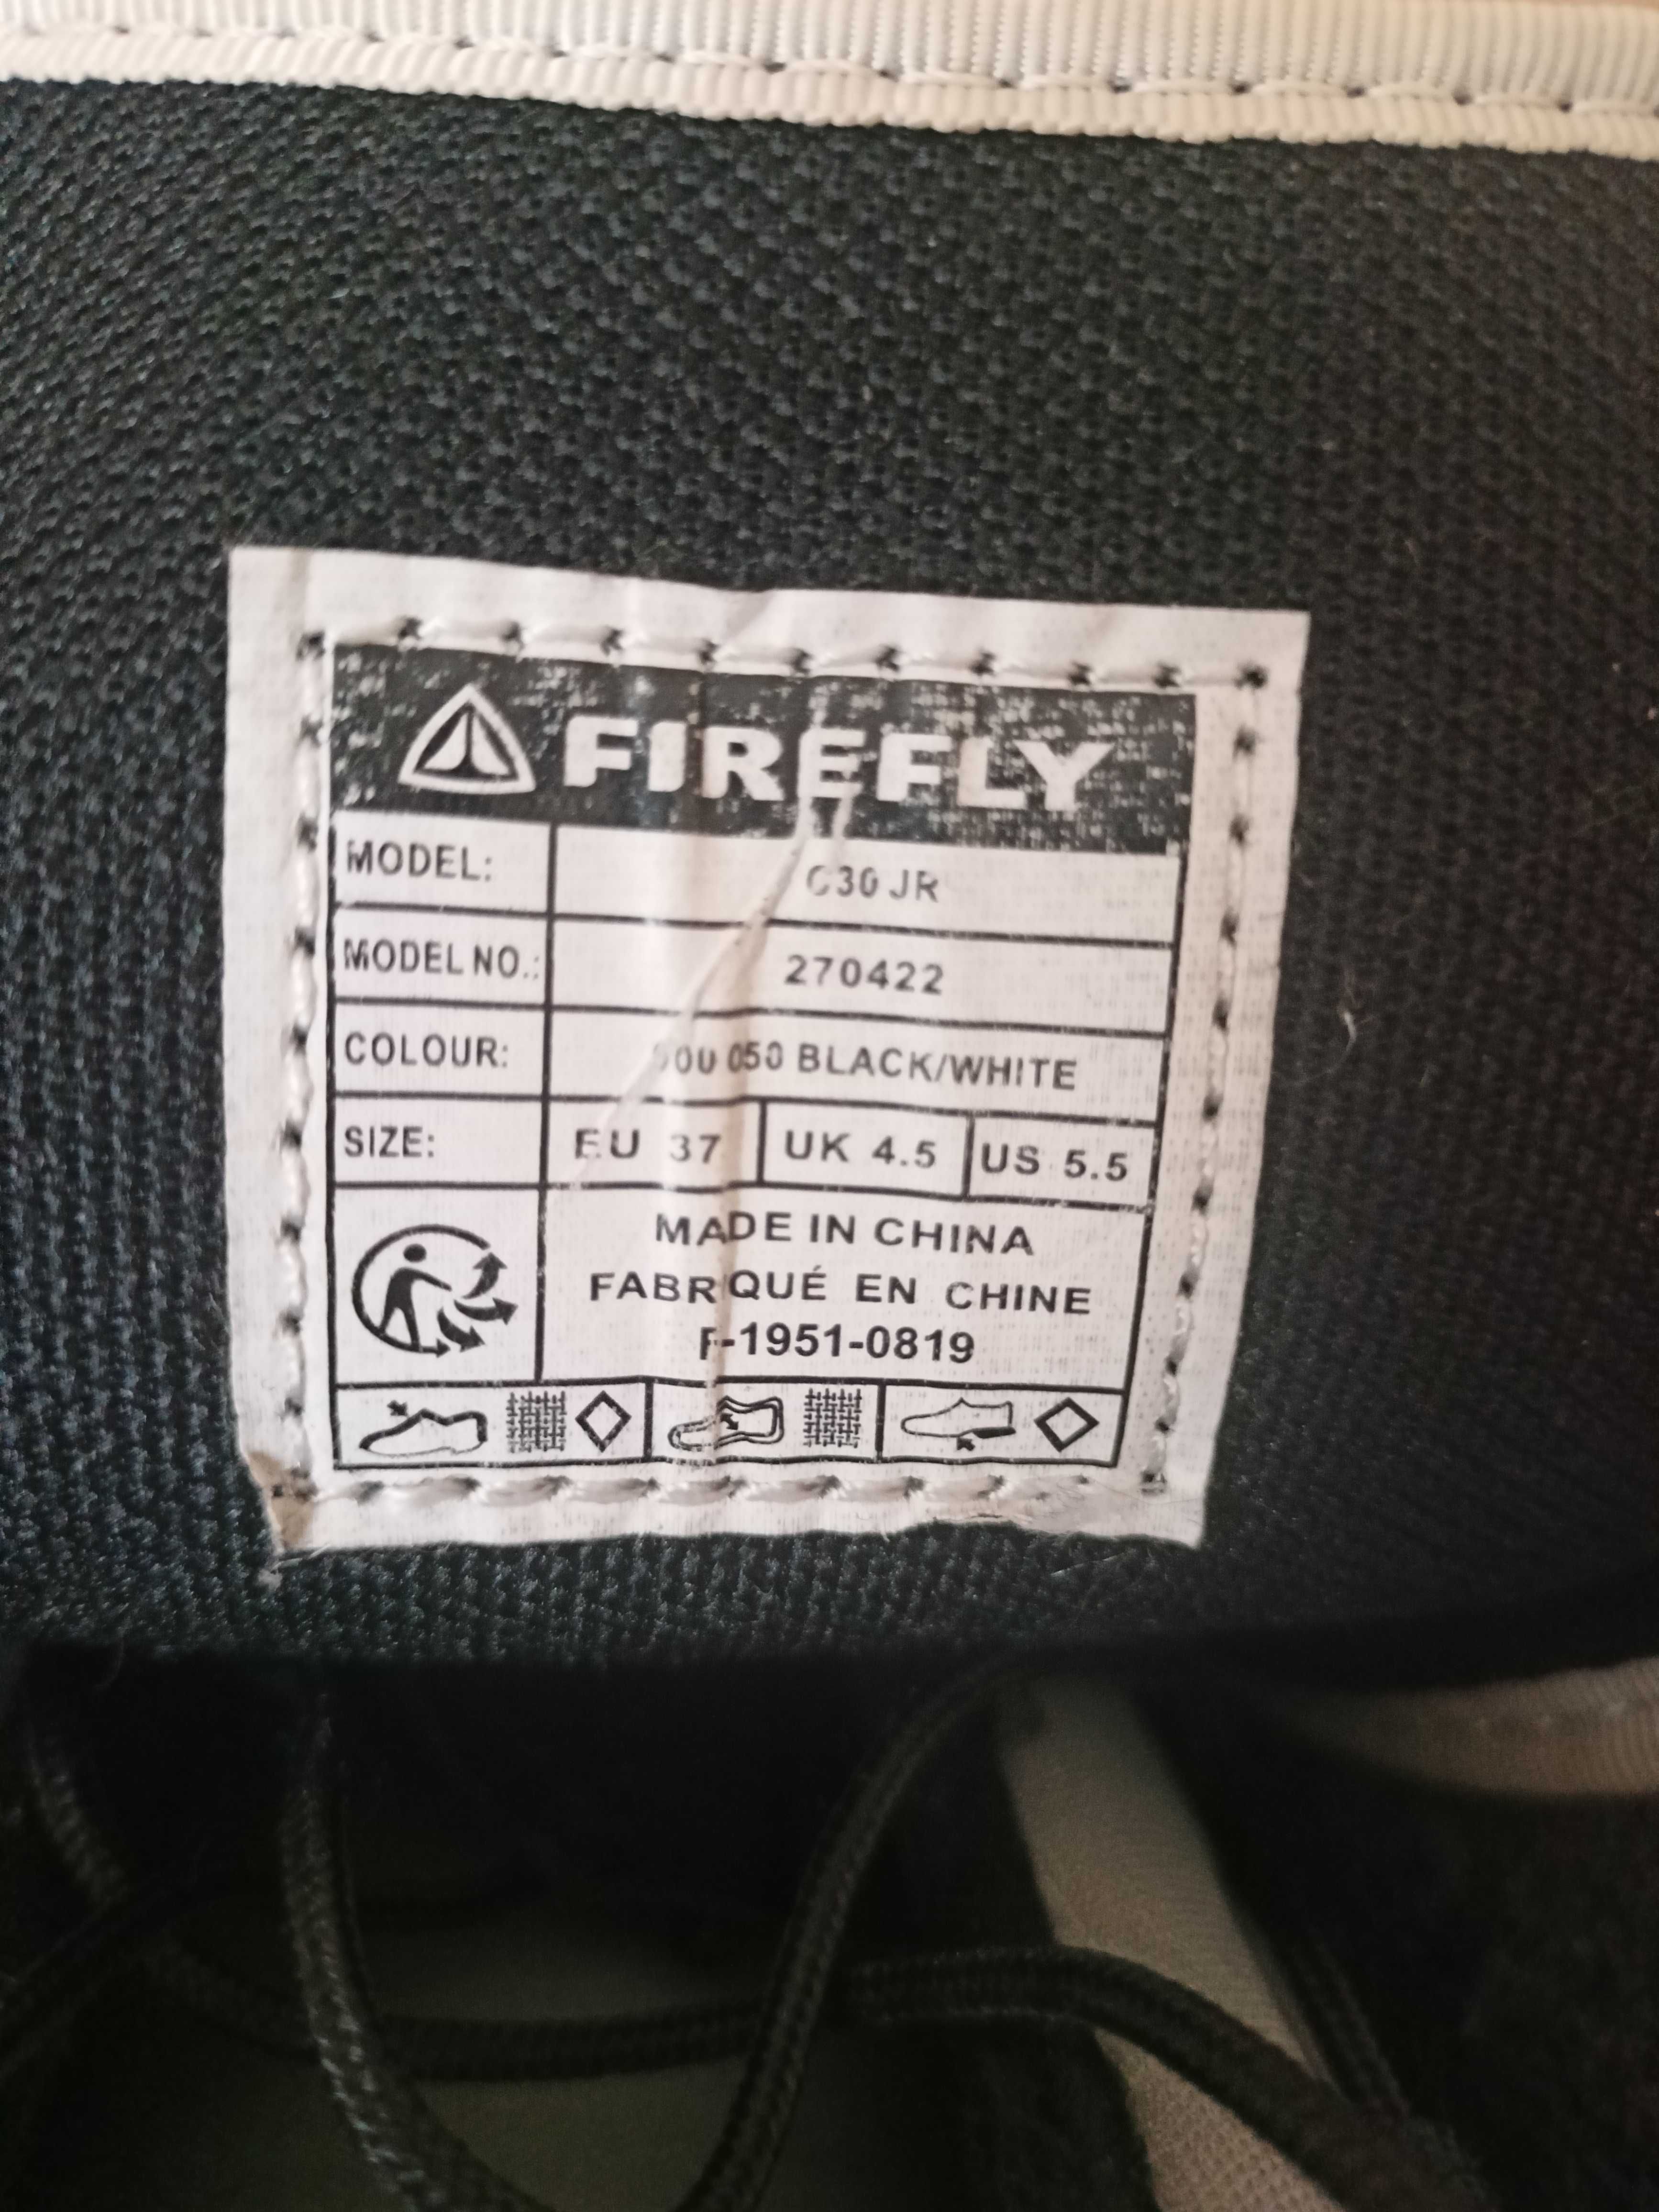 FIREFLY
MODEL: C30 JR
MODEL NO.: 270422
COLOUR: 050 BLACK/WHITE
SIZE: EU 37 UK 4.5 US 5.5
MADE IN CHINA
FABRIQUÉ EN CHINE
F-1951-0819